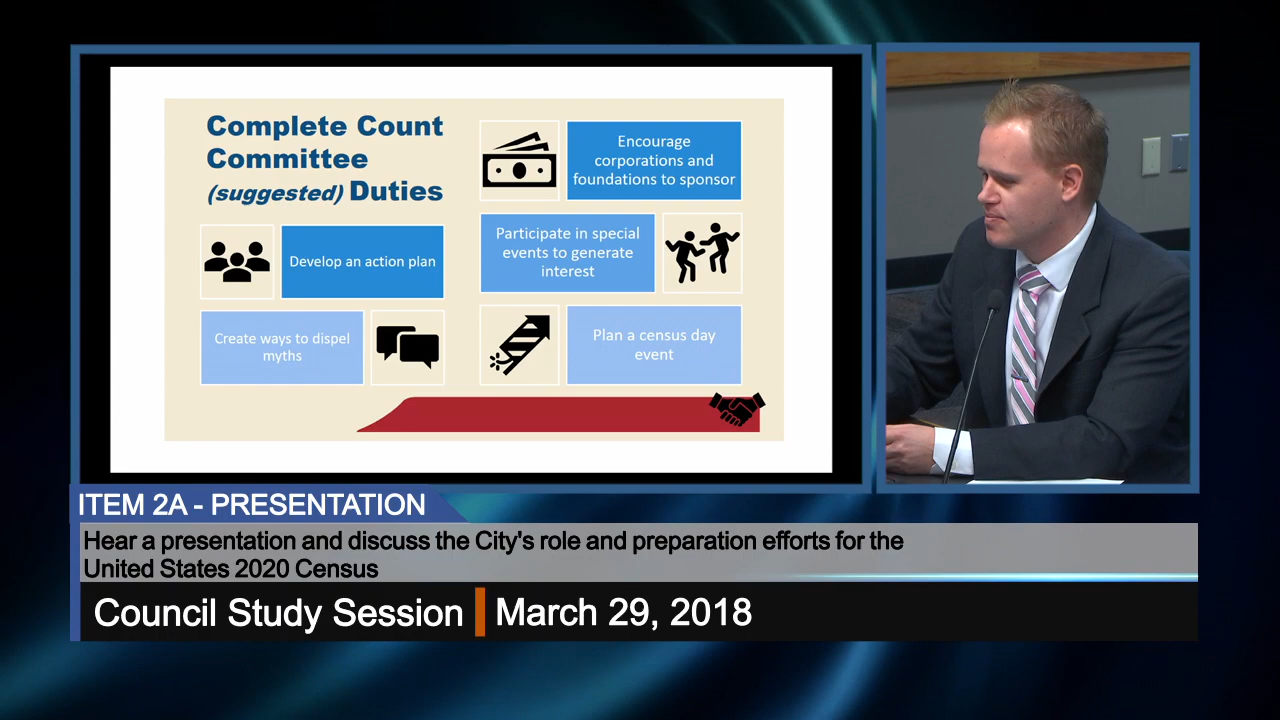 Complete Count
Committee
(suggested) Duties
Develop an action plan
Create ways to dispel
myths
Encourage
corporations and
foundations to sponsor
Participate in special
events to generate
interest
Plan a census day
event
ITEM 2A - PRESENTATION
Hear a presentation and discuss the City's role and preparation efforts for the
United States 2020 Census
Council Study Session
March 29, 2018